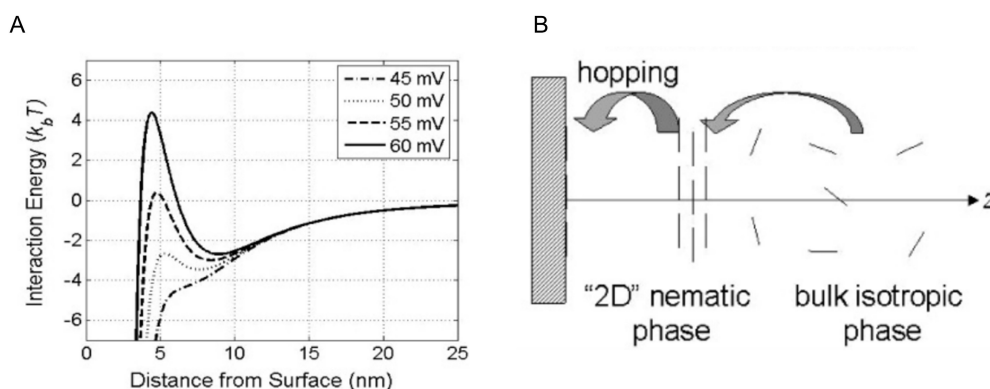 A
B
6
4
2
0
-2
-4
-6
Interaction Energy (kbT)
45 mV
50 mV
55 mV
60 mV
0
5
10
15
20
25
Distance from Surface (nm)
hopping
z
"2D" nematic
phase
bulk isotropic
phase